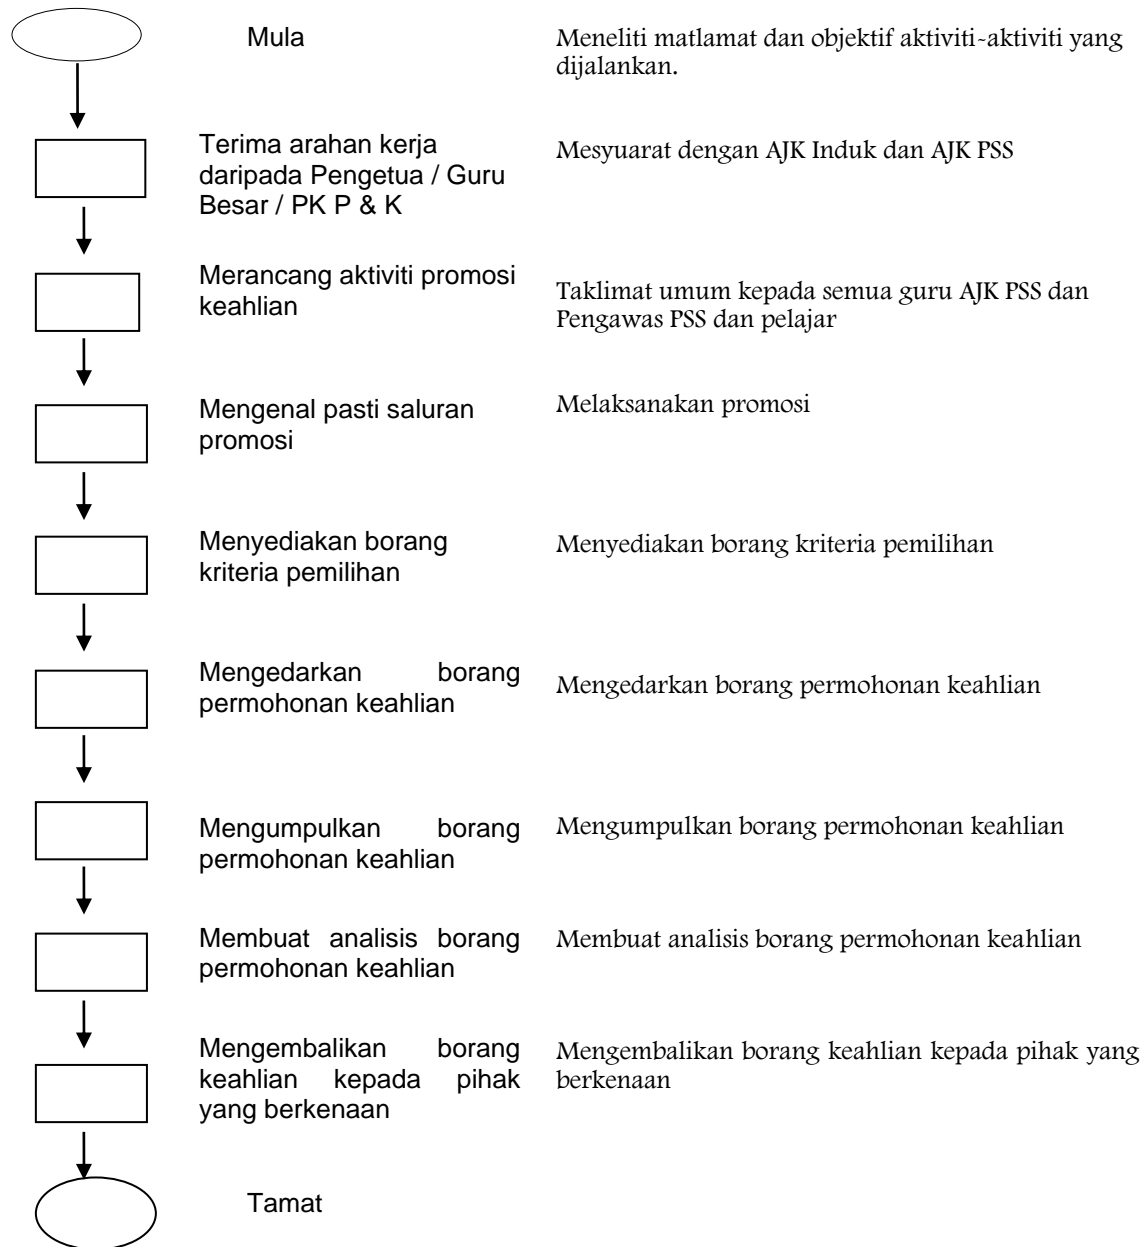 Mula
Meneliti matlamat dan objektif aktiviti-aktiviti yang
dijalankan.
Terima arahan kerja
daripada Pengetua / Guru
Besar / PK P & K
Mesyuarat dengan AJK Induk dan AJK PSS
Merancang aktiviti promosi
keahlian
Taklimat umum kepada semua guru AJK PSS dan
Pengawas PSS dan pelajar
Mengenal pasti saluran
promosi
Melaksanakan promosi
Menyediakan borang
kriteria pemilihan
Menyediakan borang kriteria pemilihan
Mengedarkan borang
permohonan keahlian
Mengedarkan borang permohonan keahlian
Mengumpulkan borang
permohonan keahlian
Mengumpulkan borang permohonan keahlian
Membuat analisis borang
permohonan keahlian
Membuat analisis borang permohonan keahlian
Mengembalikan borang
keahlian kepada pihak
yang berkenaan
Mengembalikan borang keahlian kepada pihak yang
berkenaan
Tamat